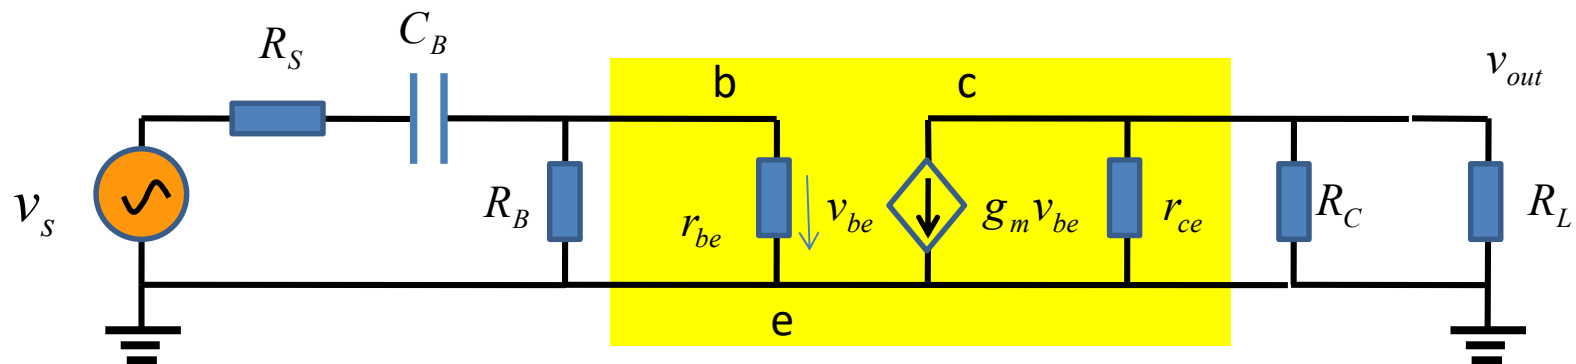 R_S
C_B
b
c
v_out
v_s
R_B
r_be
v_be
g_m v_be
r_ce
R_C
R_L
e